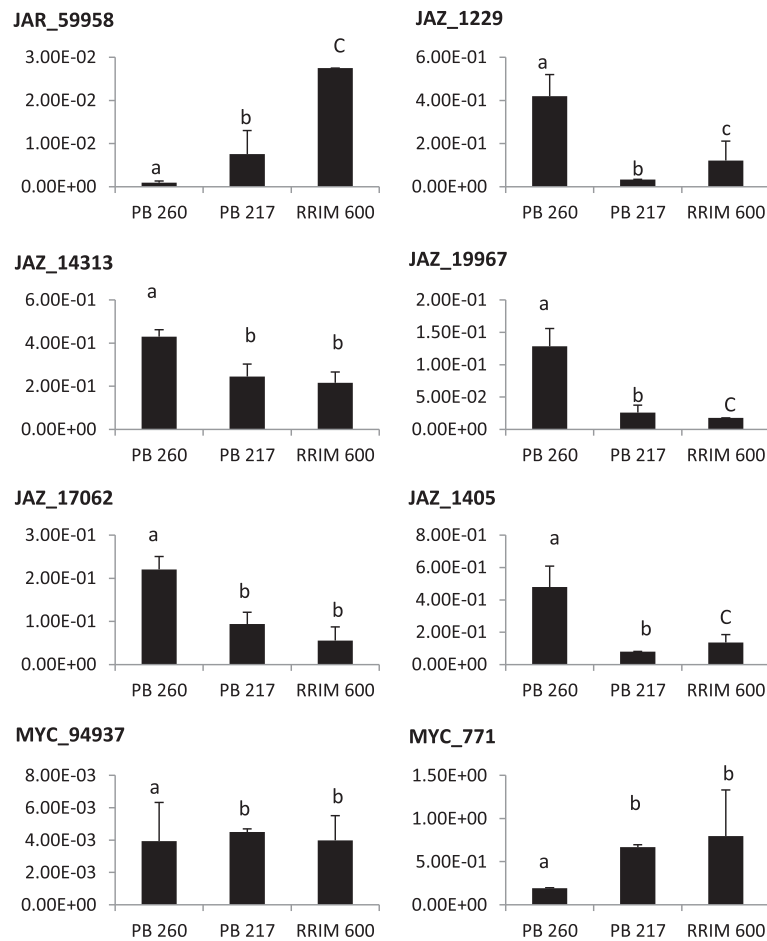 JAR_59958
3.00E-02
2.00E-02
1.00E-02
0.00E+00
a
b
C
PB 260 PB 217 RRIM 600
JAZ_1229
6.00E-01
4.00E-01
2.00E-01
0.00E+00
a
b
c
PB 260 PB 217 RRIM 600
JAZ_14313
6.00E-01
4.00E-01
2.00E-01
0.00E+00
a
b
b
PB 260 PB 217 RRIM 600
JAZ_19967
2.00E-01
1.50E-01
1.00E-01
5.00E-02
0.00E+00
a
b
C
PB 260 PB 217 RRIM 600
JAZ_17062
3.00E-01
2.00E-01
1.00E-01
0.00E+00
a
b
b
PB 260 PB 217 RRIM 600
JAZ_1405
8.00E-01
6.00E-01
4.00E-01
2.00E-01
0.00E+00
a
b
C
PB 260 PB 217 RRIM 600
MYC_94937
8.00E-03
6.00E-03
4.00E-03
2.00E-03
0.00E+00
a
b
b
PB 260 PB 217 RRIM 600
MYC_771
1.50E+00
1.00E+00
5.00E-01
0.00E+00
a
b
b
PB 260 PB 217 RRIM 600